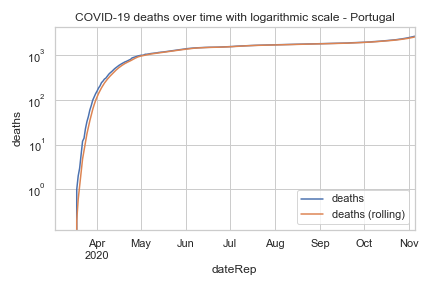 COVID-19 deaths over time with logarithmic scale - Portugal
deaths
10³
10²
10¹
10⁰
deaths
deaths (rolling)
Apr May Jun Jul Aug Sep Oct Nov
2020
dateRep